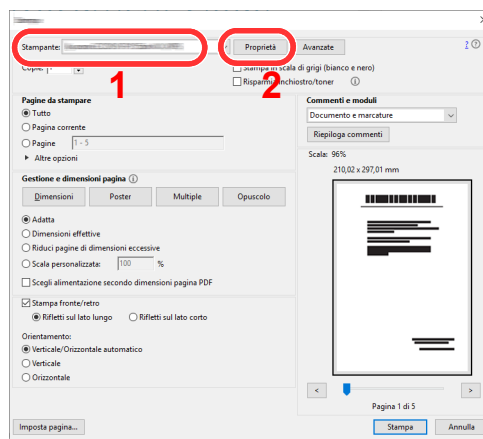 Stampante:
Proprietà
Avanzate
?
Copie:
1
2
Stampa in scala di grigi (bianco e nero)
Risparmia inchiostro/toner
Pagine da stampare
Tutto
Pagina corrente
Pagine 1 - 5
Altre opzioni
Gestione e dimensioni pagina
Dimensioni Poster Multiple Opuscolo
Adatta
Dimensioni effettive
Riduci pagine di dimensioni eccessive
Scala personalizzata: 100 %
Scegli alimentazione secondo dimensioni pagina PDF
Stampa fronte/retro
Rifletti sul lato lungo Rifletti sul lato corto
Orientamento:
Verticale/Orizzontale automatico
Verticale
Orizzontale
Commenti e moduli
Documento e marcature
Riepiloga commenti
Scala: 96%
210,02 x 297,01 mm
< >
Pagina 1 di 5
Imposta pagina...
Stampa Annulla